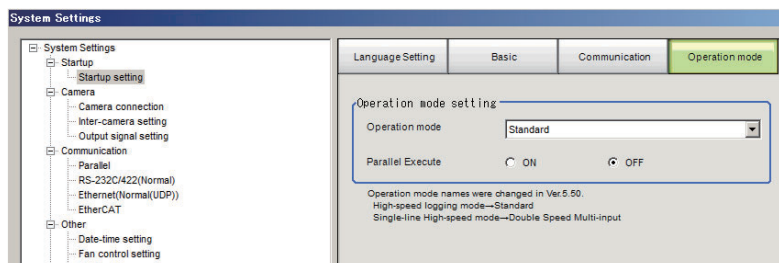 System Settings
System Settings
Startup
Startup setting
Camera
Camera connection
Inter-camera setting
Output signal setting
Communication
Parallel
RS-232C/422(Normal)
Ethernet(Normal(UDP))
EtherCAT
Other
Date-time setting
Fan control setting
Language Setting
Basic
Communication
Operation mode
Operation mode setting
Operation mode
Standard
Parallel Execute
ON
OFF
Operation mode names were changed in Ver.5.50.
High-speed logging mode→Standard
Single-line High-speed mode→Double Speed Multi-input